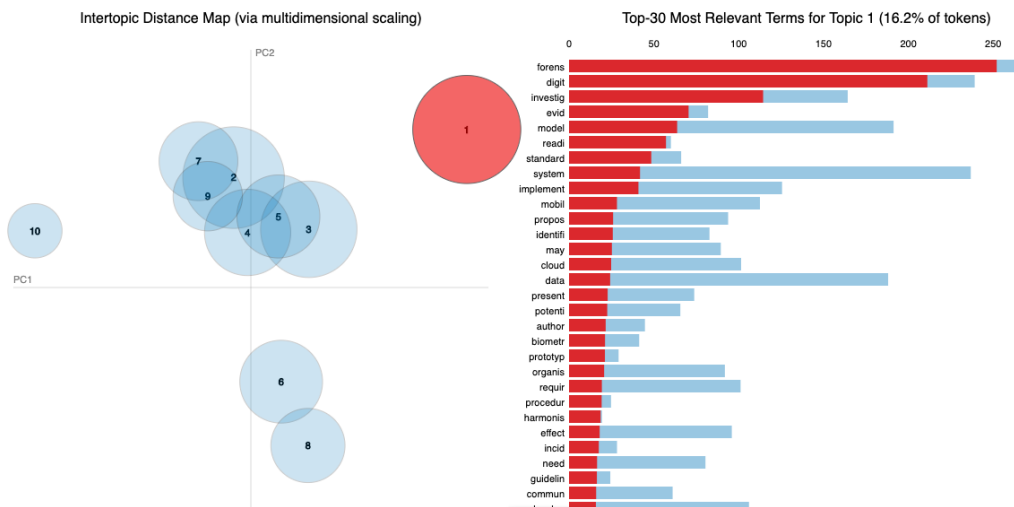 Intertopic Distance Map (via multidimensional scaling)
PC2
PC1
1
7
2
9
5
4
3
10
6
8
Top-30 Most Relevant Terms for Topic 1 (16.2% of tokens)
0 50 100 150 200 250
forens
digit
investig
evid
model
readi
standard
system
implement
mobil
propos
identifi
may
cloud
data
present
potenti
author
biometr
prototyp
organis
requir
procedur
harmonis
effect
incid
need
guidelin
commun